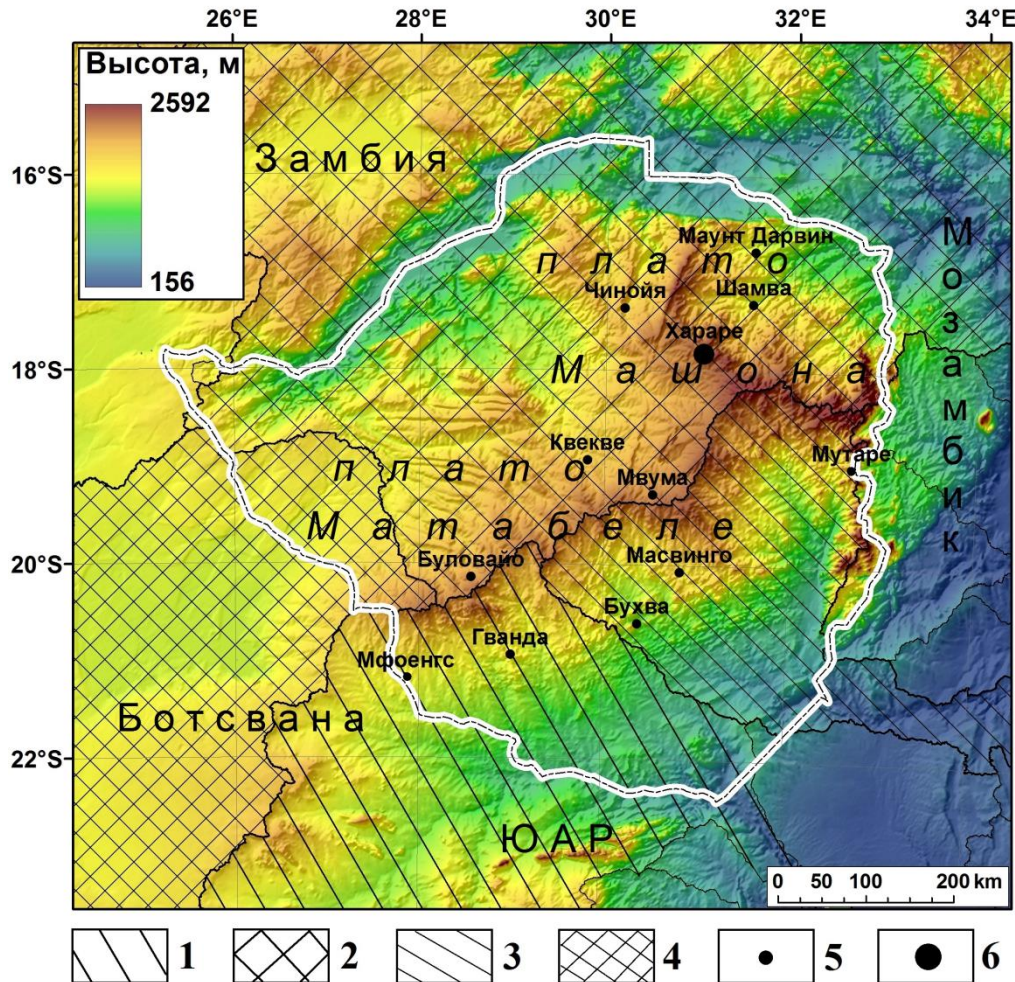 26°E 28°E 30°E 32°E 34°E
Высота, м
2592
156
Замбия
16°S
Маунт Дарвин
плато
Чинойя
Шамва
Мозамбик
Хараре
18°S
Машона
Квекве
Мутаре
плато
Мвума
Матабеле
20°S
Буловайо
Масвинго
Бухва
Гванда
Мфоенгс
Ботсвана
22°S
ЮАР
0 50 100 200 km
1 2 3 4 5 6